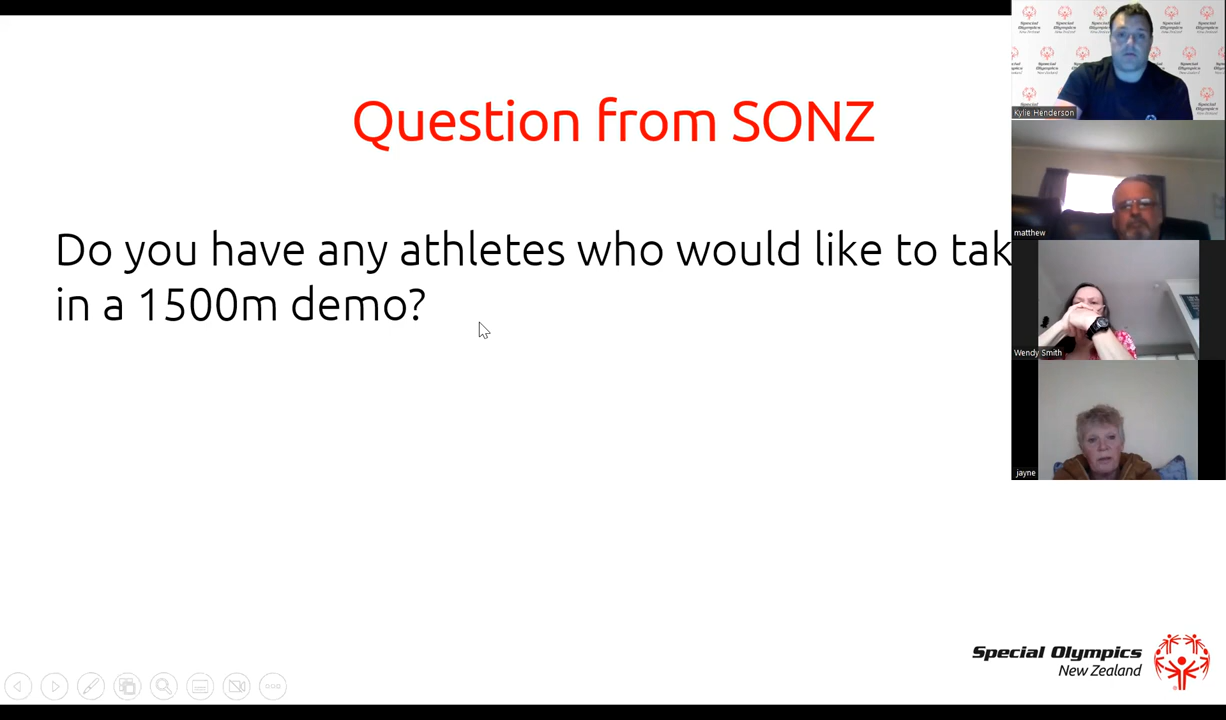 Question from SONZ
Do you have any athletes who would like to tak
in a 1500m demo?
Special Olympics
New Zealand
Kylie Henderson
matthew
Wendy Smith
jayne